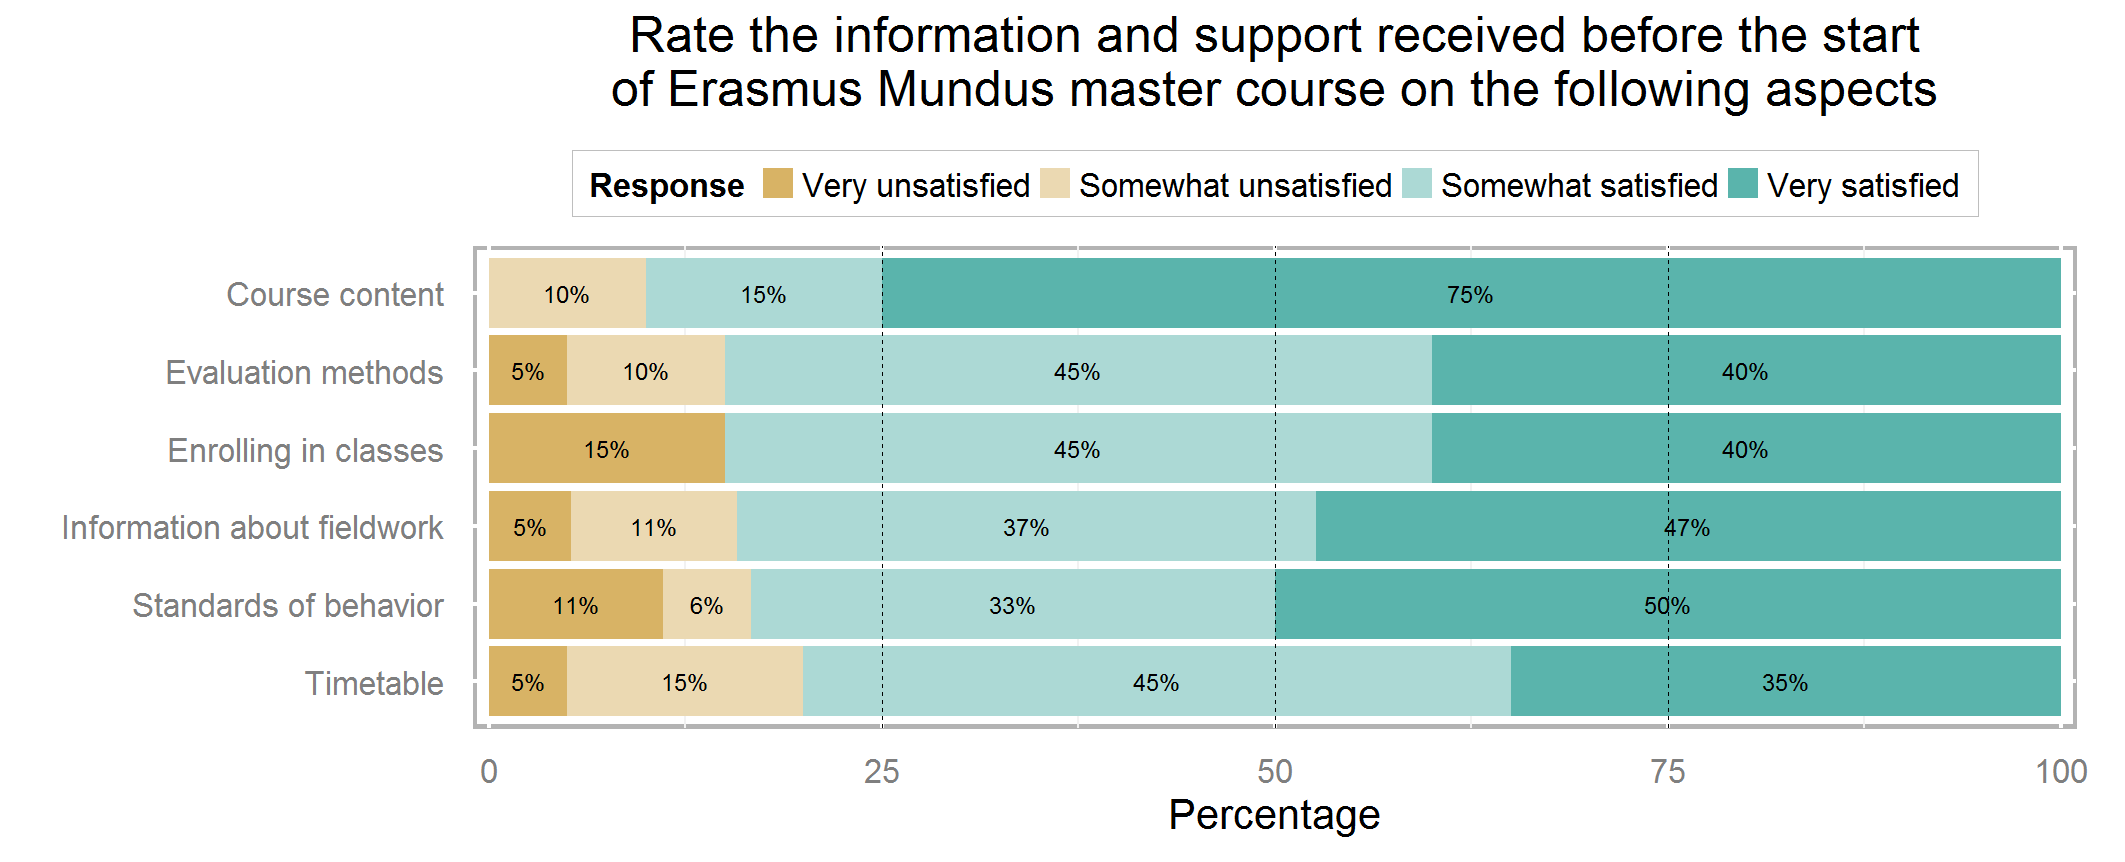 Rate the information and support received before the start
of Erasmus Mundus master course on the following aspects
Response Very unsatisfied Somewhat unsatisfied Somewhat satisfied Very satisfied
Course content 10% 15% 75%
Evaluation methods 5% 10% 45% 40%
Enrolling in classes 15% 45% 40%
Information about fieldwork 5% 11% 37% 47%
Standards of behavior 11% 6% 33% 50%
Timetable 5% 15% 45% 35%
0 25 50 75 100
Percentage